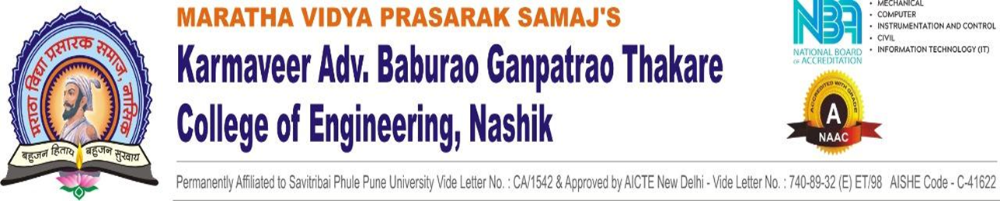 मराठा विद्या प्रसारक समाज, नाशिक
बहुजन हिताय बहुजन सुखाय
MARATHA VIDYA PRASARAK SAMAJ'S
Karmaveer Adv. Baburao Ganpatrao Thakare
College of Engineering, Nashik
NBA
NATIONAL BOARD
OF ACCREDITATION
• MECHANICAL
• COMPUTER
• INSTRUMENTATION AND CONTROL
• CIVIL
• INFORMATION TECHNOLOGY (IT)
ACCREDITED WITH GRADE
A
NAAC
Permanently Affiliated to Savitribai Phule Pune University Vide Letter No. : CA/1542 & Approved by AICTE New Delhi - Vide Letter No. : 740-89-32 (E) ET/98 AISHE Code - C-41622